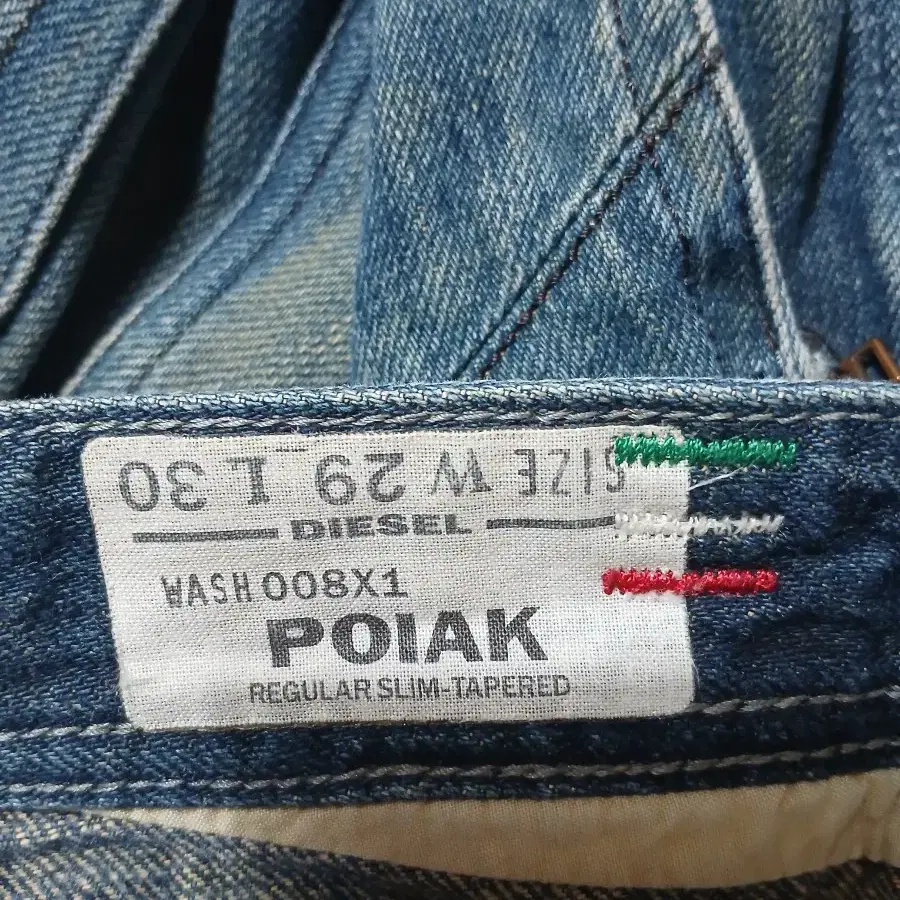 SIZE W 29 L 30
DIESEL
WASH 008X1
POIAK
REGULAR SLIM-TAPERED